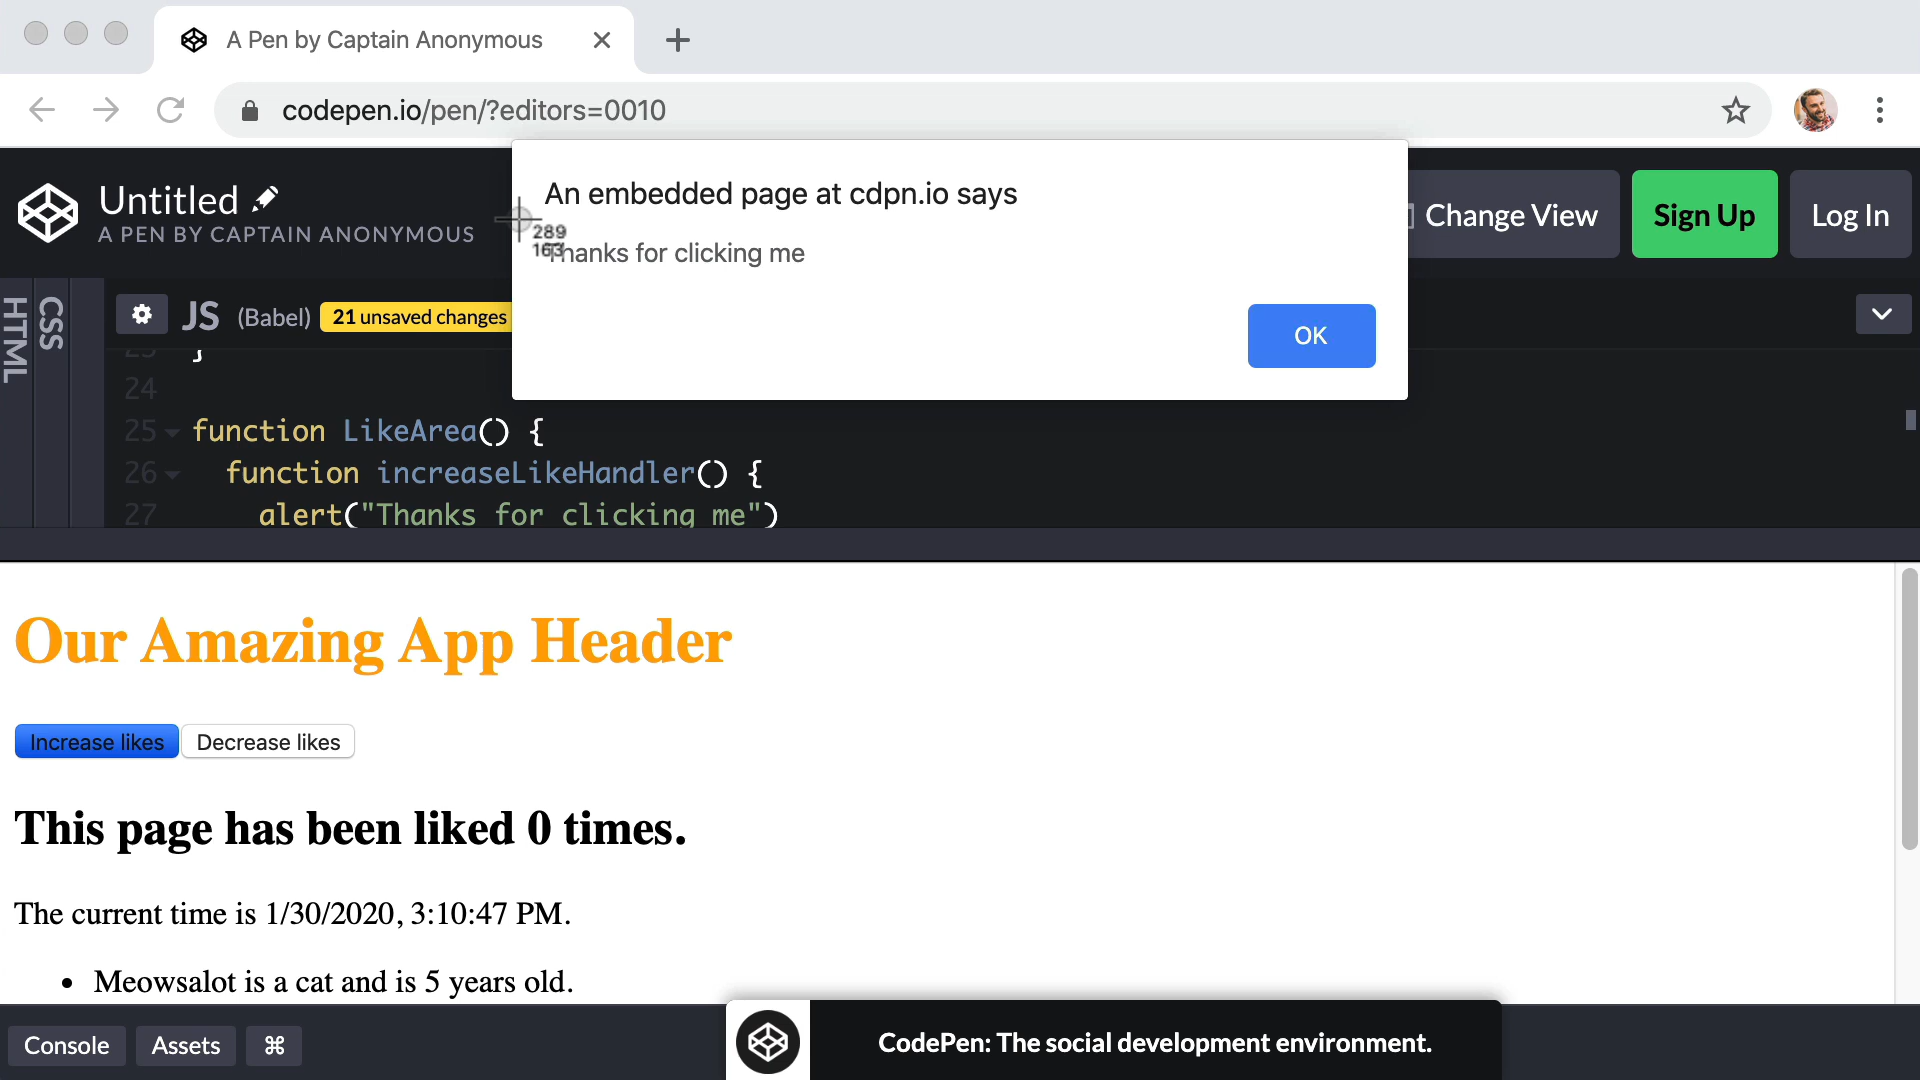 A Pen by Captain Anonymous
codepen.io/pen/?editors=0010
Untitled
A PEN BY CAPTAIN ANONYMOUS
An embedded page at cdpn.io says
289
163
Thanks for clicking me
OK
Change View
Sign Up
Log In
HTML
CSS
JS (Babel) 21 unsaved changes
23 }
24
25 function LikeArea() {
26 function increaseLikeHandler() {
27 alert("Thanks for clicking me")
Our Amazing App Header
Increase likes Decrease likes
This page has been liked 0 times.
The current time is 1/30/2020, 3:10:47 PM.
• Meowsalot is a cat and is 5 years old.
Console Assets ⌘
CodePen: The social development environment.